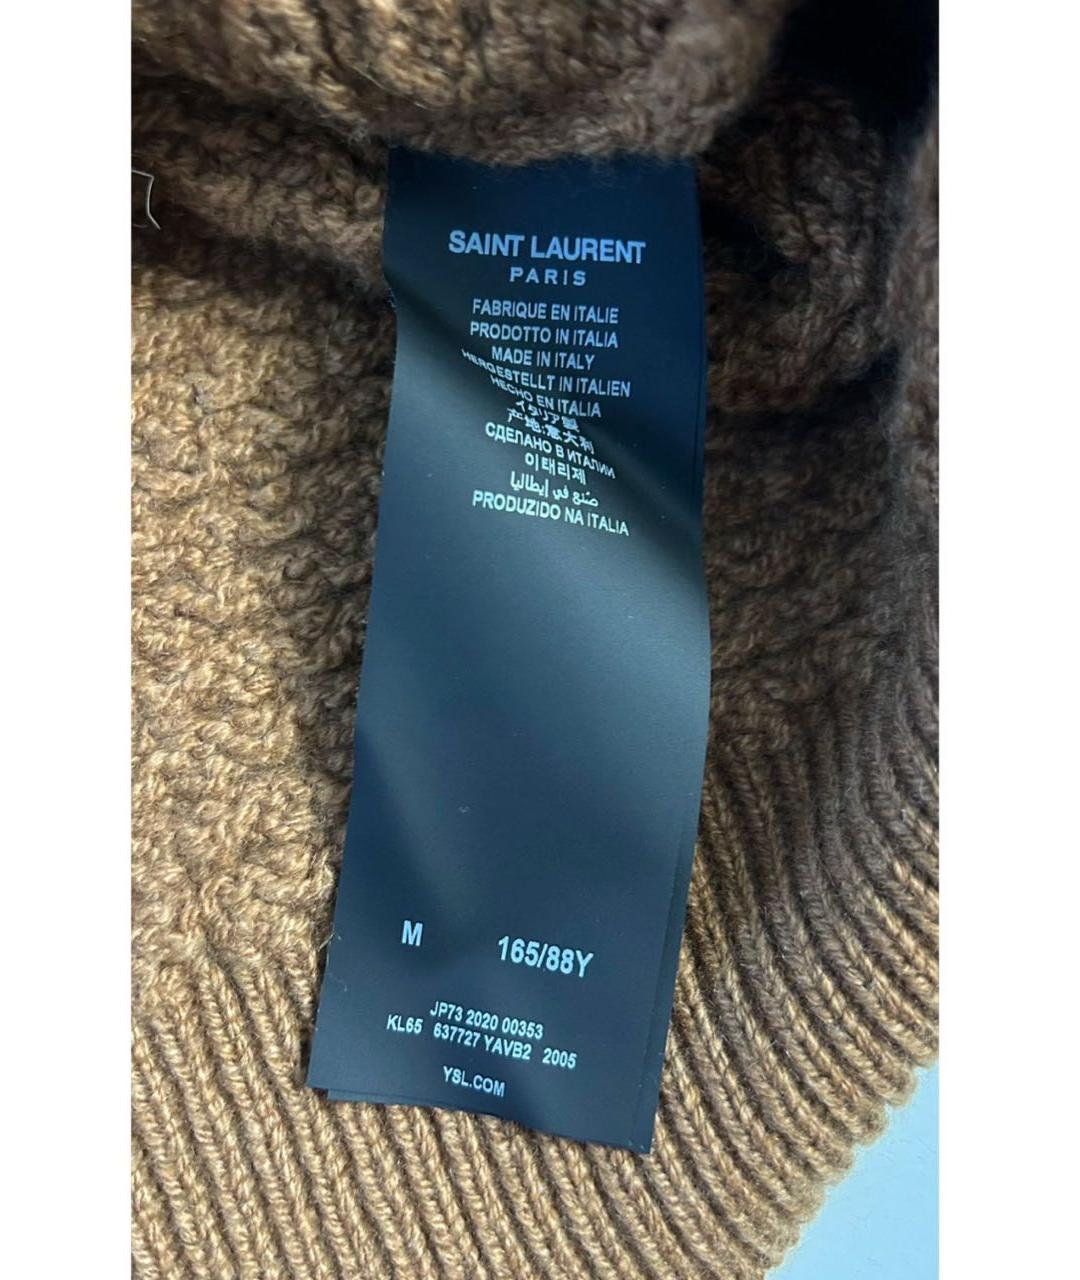 SAINT LAURENT
PARIS
FABRIQUE EN ITALIE
PRODOTTO IN ITALIA
MADE IN ITALY
HERGESTELLT IN ITALIEN
HECHO EN ITALIA
イタリア製
产地:意大利
СДЕЛАНО В ИТАЛИИ
이태리제
صنع في إيطاليا
PRODUZIDO NA ITALIA
M 165/88Y
JP73 2020 00353
KL65 637727 YAVB2 2005
YSL.COM